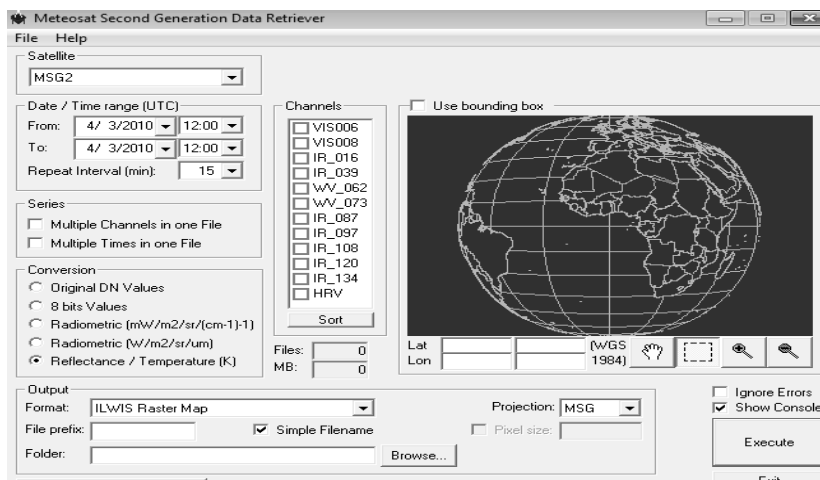 Meteosat Second Generation Data Retriever
File Help
Satellite
MSG2
Date / Time range (UTC)
From: 4/ 3/2010 12:00
To: 4/ 3/2010 12:00
Repeat Interval (min): 15
Series
Multiple Channels in one File
Multiple Times in one File
Conversion
Original DN Values
8 bits Values
Radiometric (mW/m2/sr/(cm-1)-1)
Radiometric (W/m2/sr/um)
Reflectance / Temperature (K)
Channels
VIS006
VIS008
IR_016
IR_039
WV_062
WV_073
IR_087
IR_097
IR_108
IR_120
IR_134
HRV
Sort
Files: 0
MB: 0
Use bounding box
Lat
Lon
(WGS
1984)
Output
Format: ILWIS Raster Map
Projection: MSG
File prefix:
Simple Filename
Pixel size:
Folder:
Browse...
Ignore Errors
Show Console
Execute
Exit